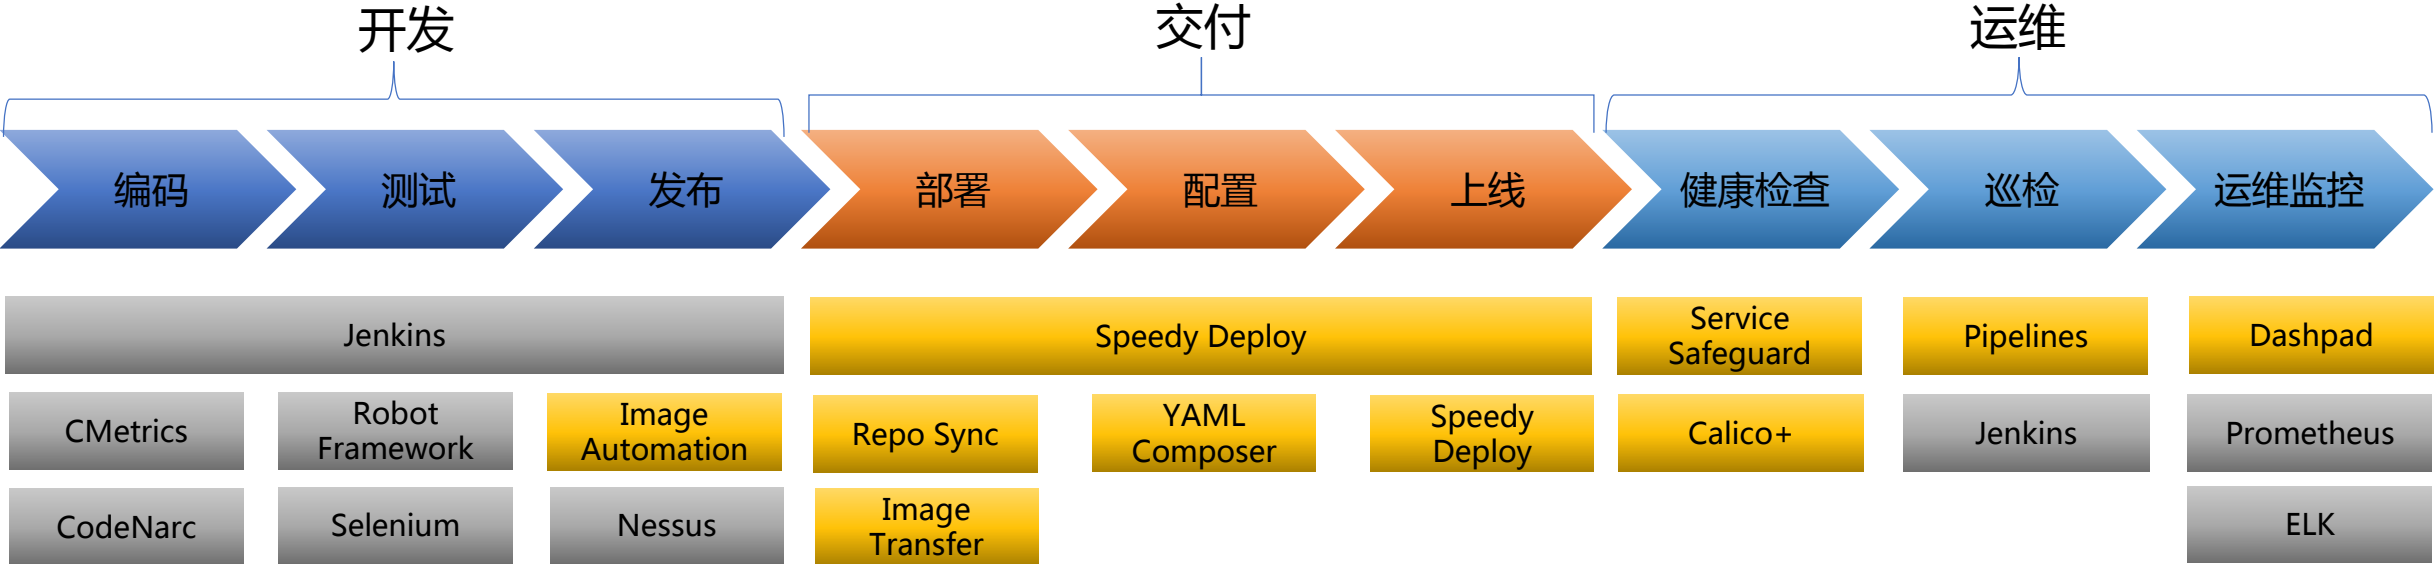 开发
交付
运维
编码
测试
发布
部署
配置
上线
健康检查
巡检
运维监控
Jenkins
Speedy Deploy
Service
Safeguard
Pipelines
Dashpad
CMetrics
Robot
Framework
Image
Automation
Repo Sync
YAML
Composer
Speedy
Deploy
Calico+
Jenkins
Prometheus
CodeNarc
Selenium
Nessus
Image
Transfer
ELK